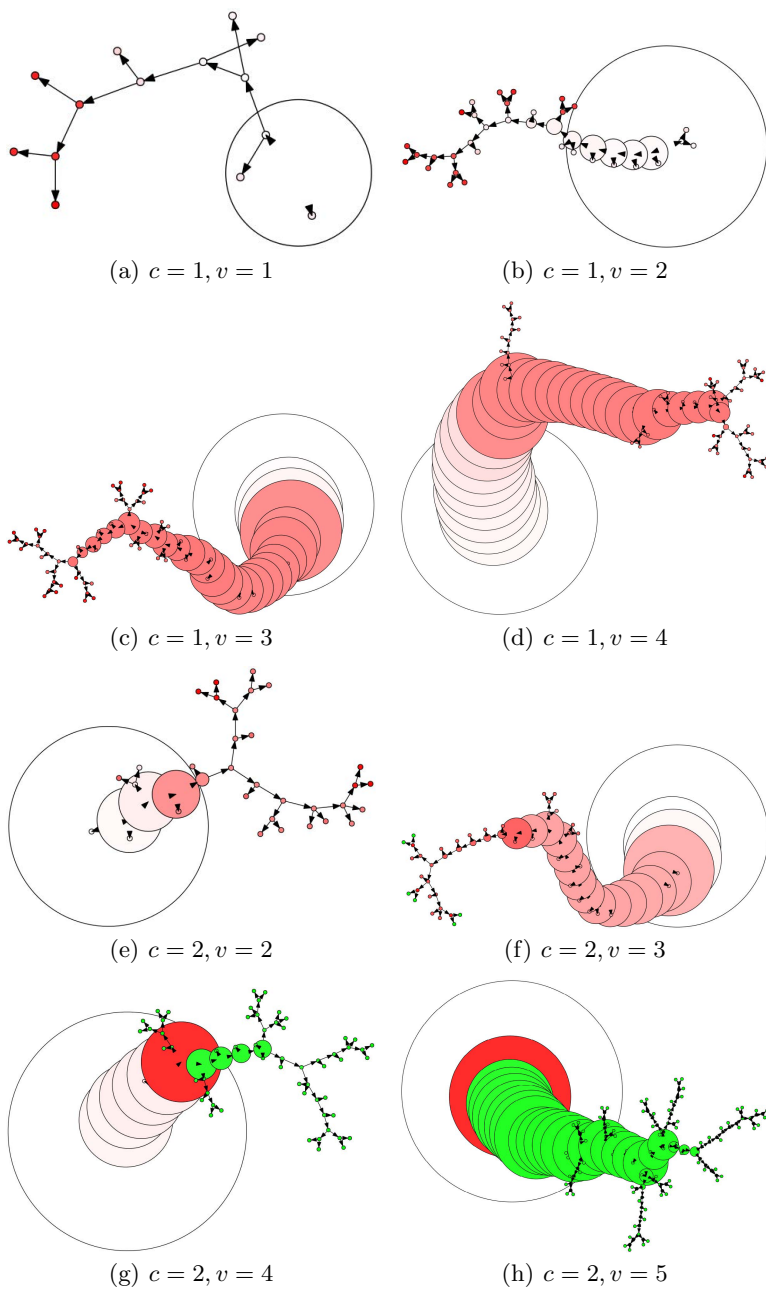 (a) c = 1, v = 1
(b) c = 1, v = 2
(c) c = 1, v = 3
(d) c = 1, v = 4
(e) c = 2, v = 2
(f) c = 2, v = 3
(g) c = 2, v = 4
(h) c = 2, v = 5